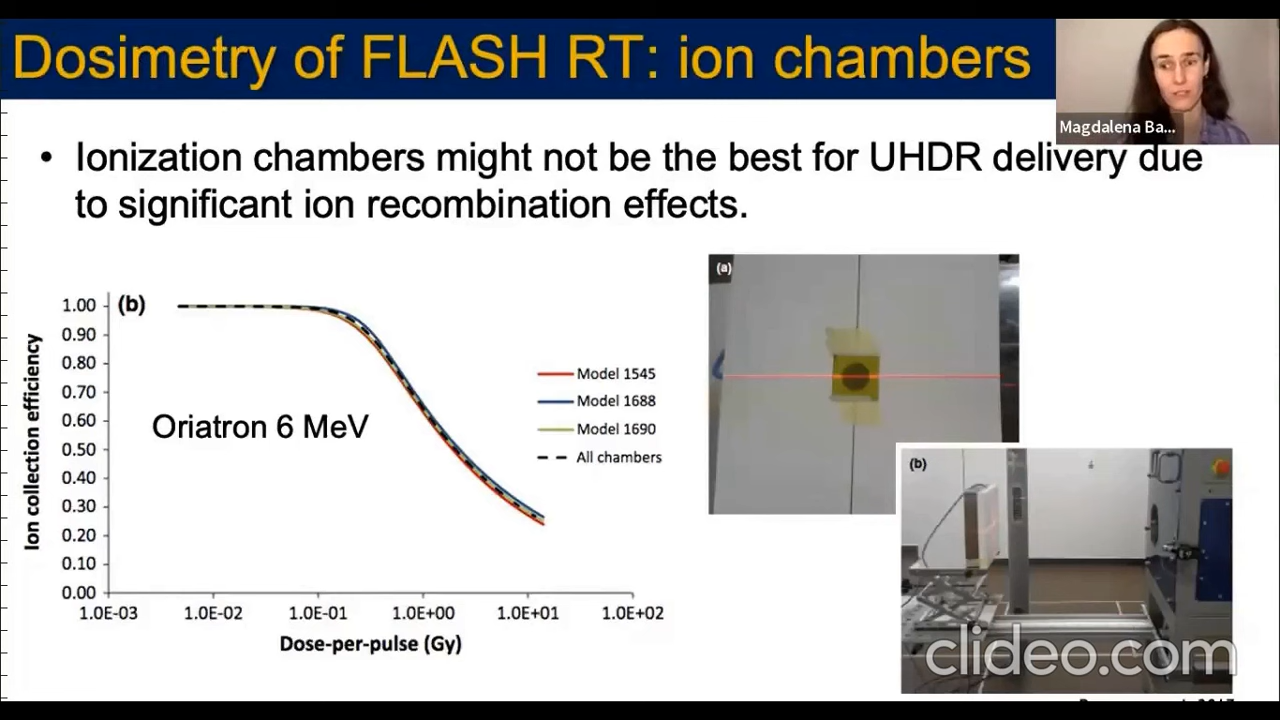 Dosimetry of FLASH RT: ion chambers
Magdalena Ba...
• Ionization chambers might not be the best for UHDR delivery due
to significant ion recombination effects.
(b)
Ion collection efficiency
1.00
0.90
0.80
0.70
0.60
0.50
0.40
0.30
0.20
0.10
0.00
Oriatron 6 MeV
Model 1545
Model 1688
Model 1690
All chambers
1.0E-03 1.0E-02 1.0E-01 1.0E+00 1.0E+01 1.0E+02
Dose-per-pulse (Gy)
(a)
(b)
clideo.com